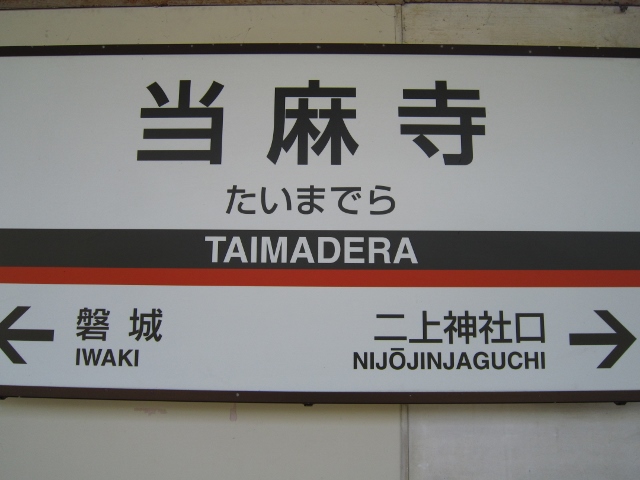 当麻寺
たいまでら
TAIMADERA
← 磐城 二上神社口 →
IWAKI NIJŌJINJAGUCHI